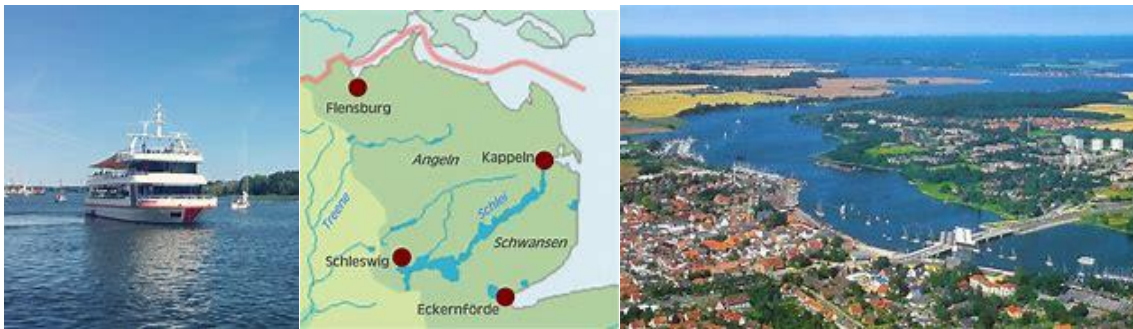 Flensburg
Angeln
Kappeln
Treene
Schlei
Schwansen
Schleswig
Eckernförde